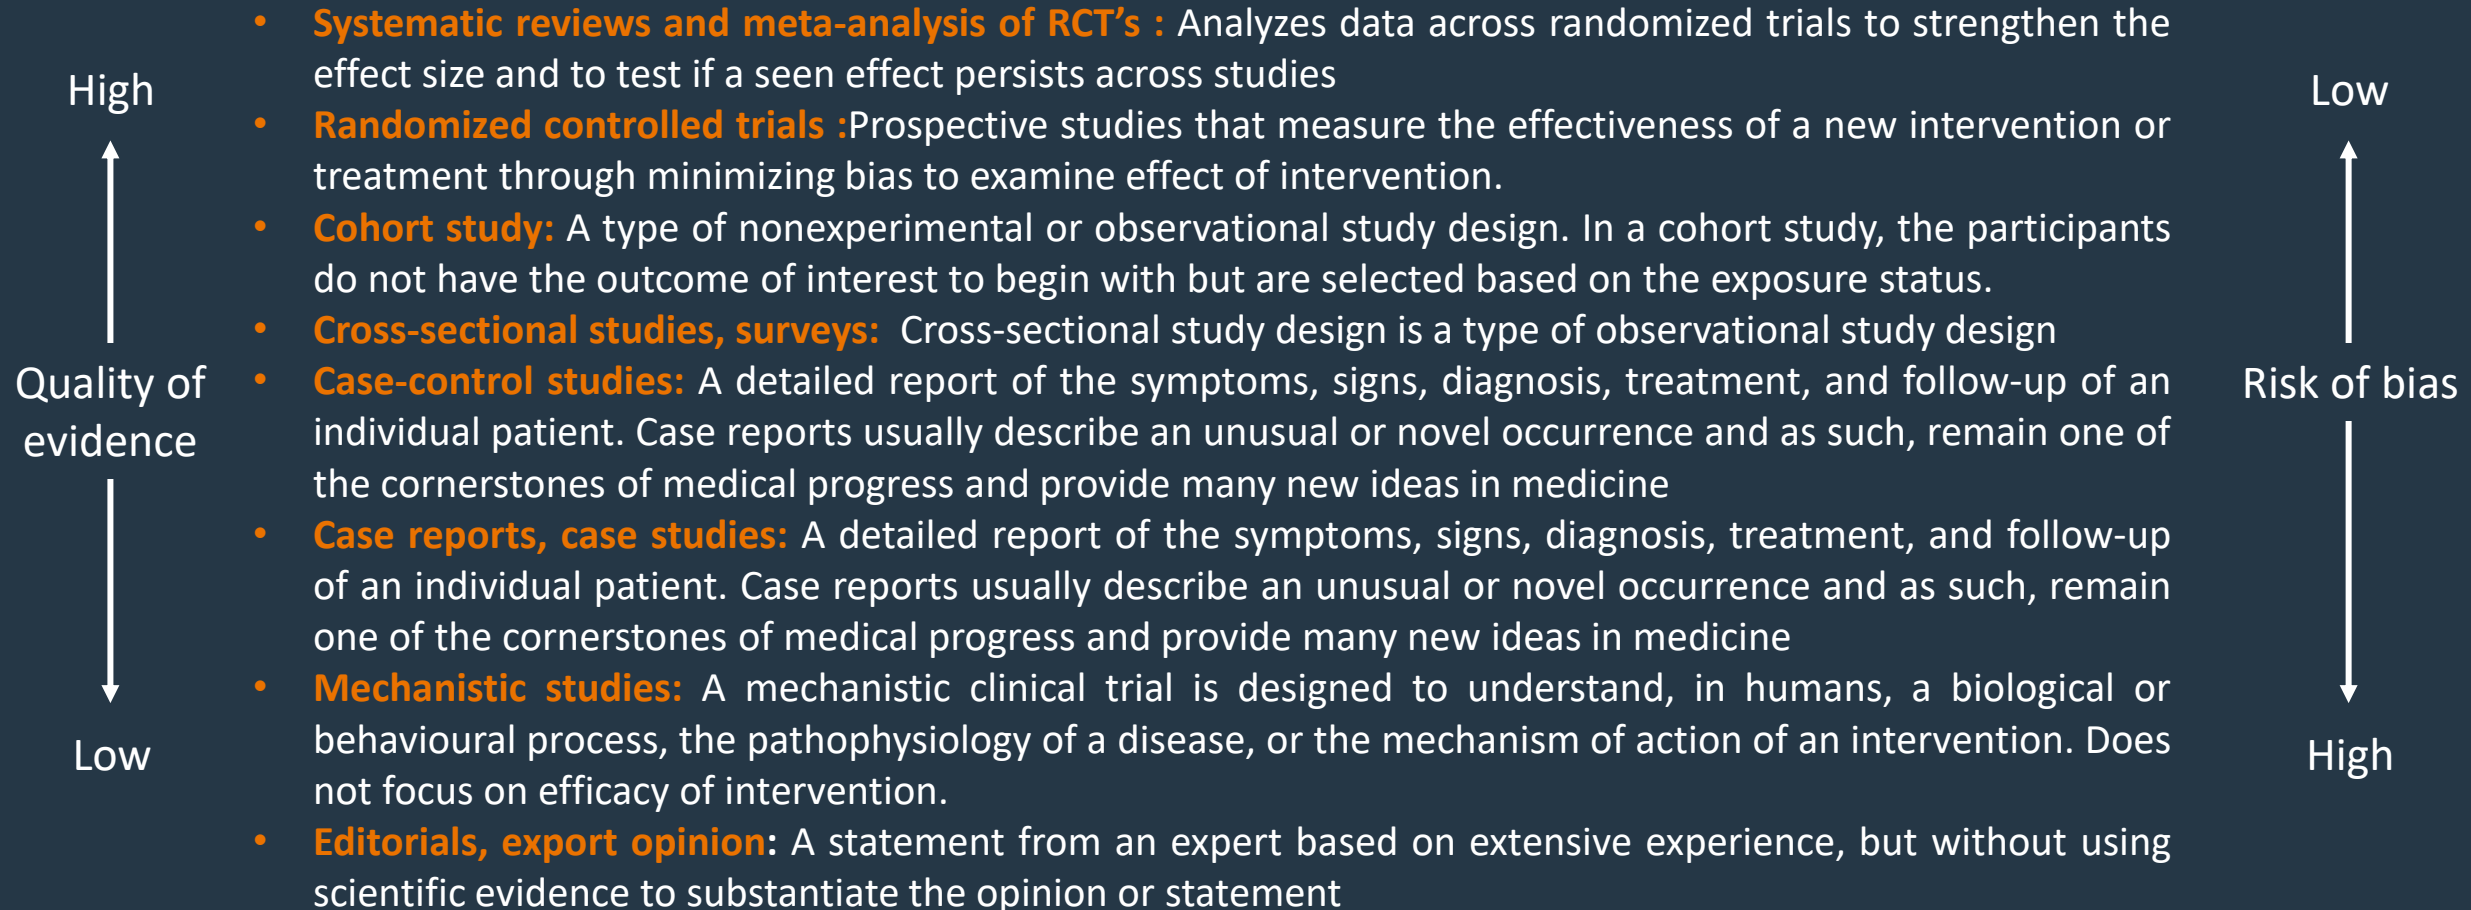 High
Quality of
evidence
Low
• Systematic reviews and meta-analysis of RCT’s : Analyzes data across randomized trials to strengthen the
effect size and to test if a seen effect persists across studies
• Randomized controlled trials :Prospective studies that measure the effectiveness of a new intervention or
treatment through minimizing bias to examine effect of intervention.
• Cohort study: A type of nonexperimental or observational study design. In a cohort study, the participants
do not have the outcome of interest to begin with but are selected based on the exposure status.
• Cross-sectional studies, surveys: Cross-sectional study design is a type of observational study design
• Case-control studies: A detailed report of the symptoms, signs, diagnosis, treatment, and follow-up of an
individual patient. Case reports usually describe an unusual or novel occurrence and as such, remain one of
the cornerstones of medical progress and provide many new ideas in medicine
• Case reports, case studies: A detailed report of the symptoms, signs, diagnosis, treatment, and follow-up
of an individual patient. Case reports usually describe an unusual or novel occurrence and as such, remain
one of the cornerstones of medical progress and provide many new ideas in medicine
• Mechanistic studies: A mechanistic clinical trial is designed to understand, in humans, a biological or
behavioural process, the pathophysiology of a disease, or the mechanism of action of an intervention. Does
not focus on efficacy of intervention.
• Editorials, export opinion: A statement from an expert based on extensive experience, but without using
scientific evidence to substantiate the opinion or statement
Low
Risk of bias
High